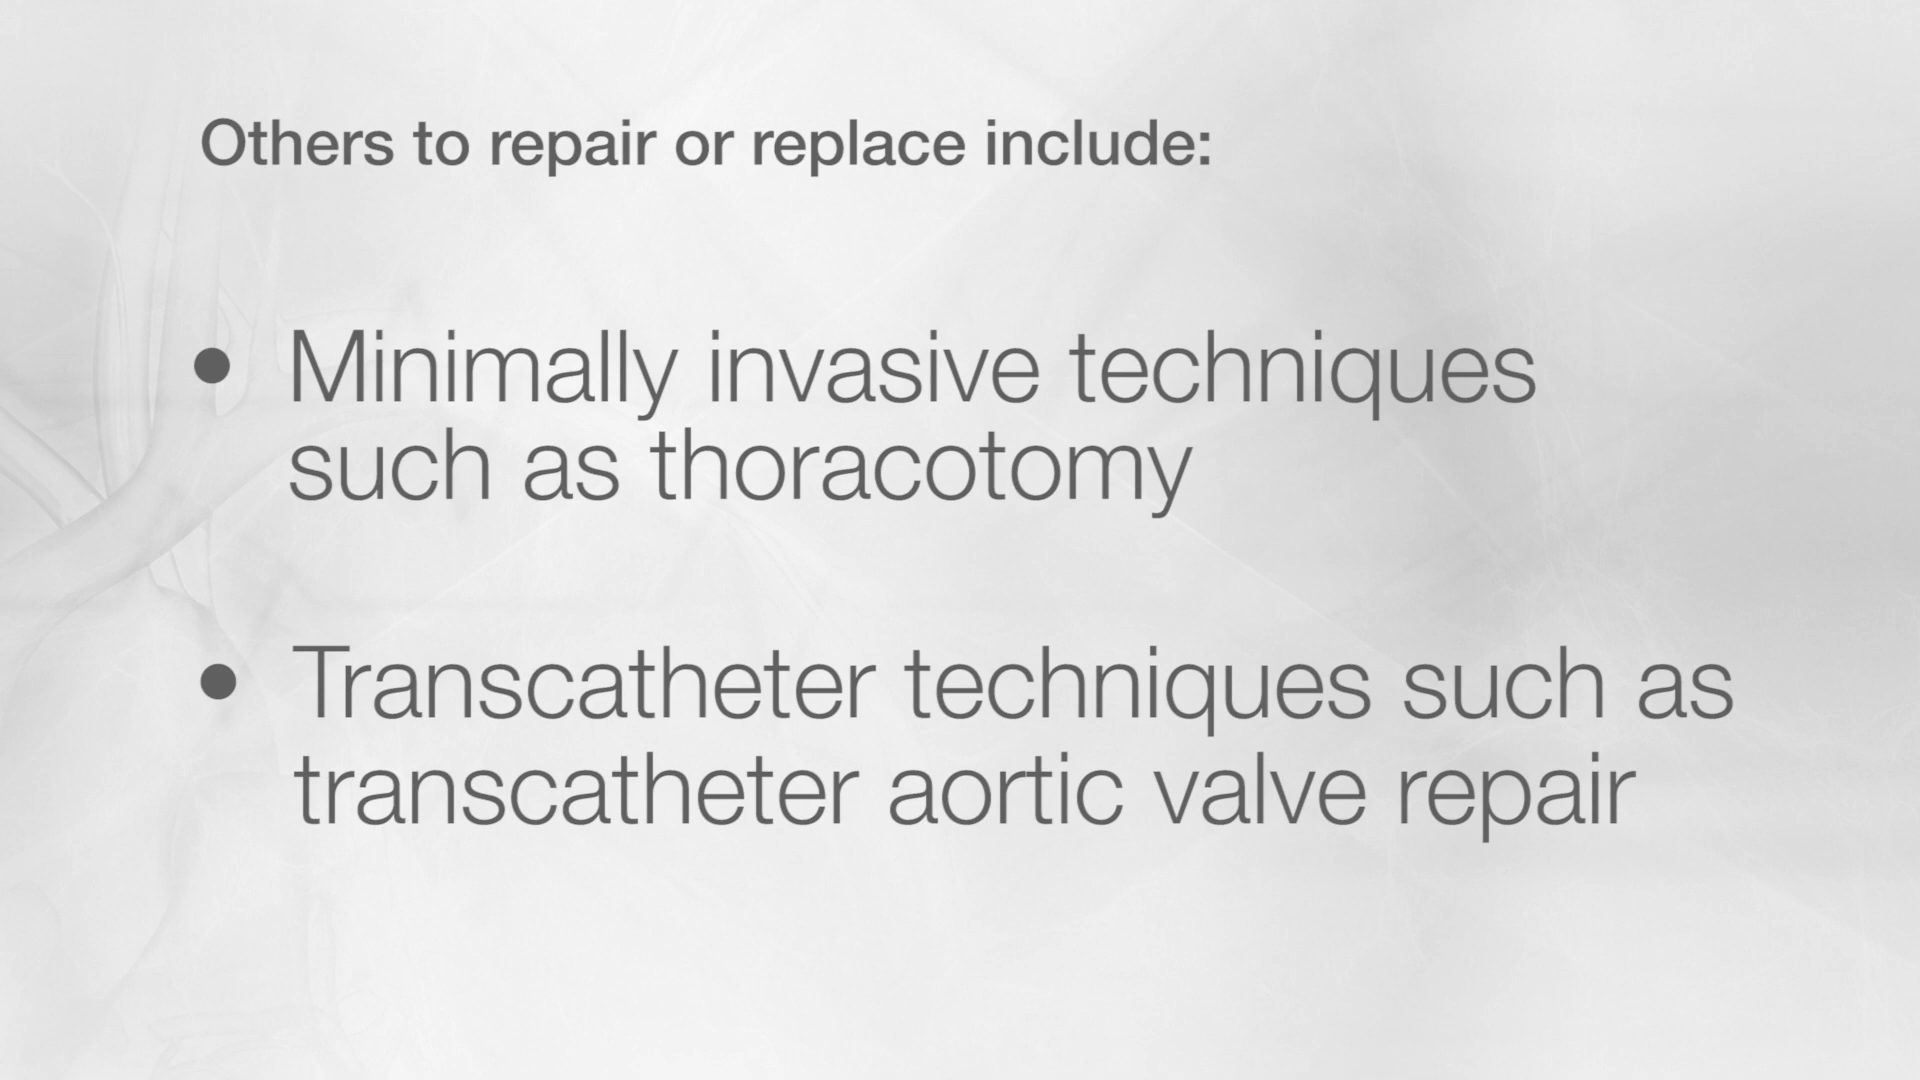 Others to repair or replace include:
• Minimally invasive techniques
such as thoracotomy
• Transcatheter techniques such as
transcatheter aortic valve repair